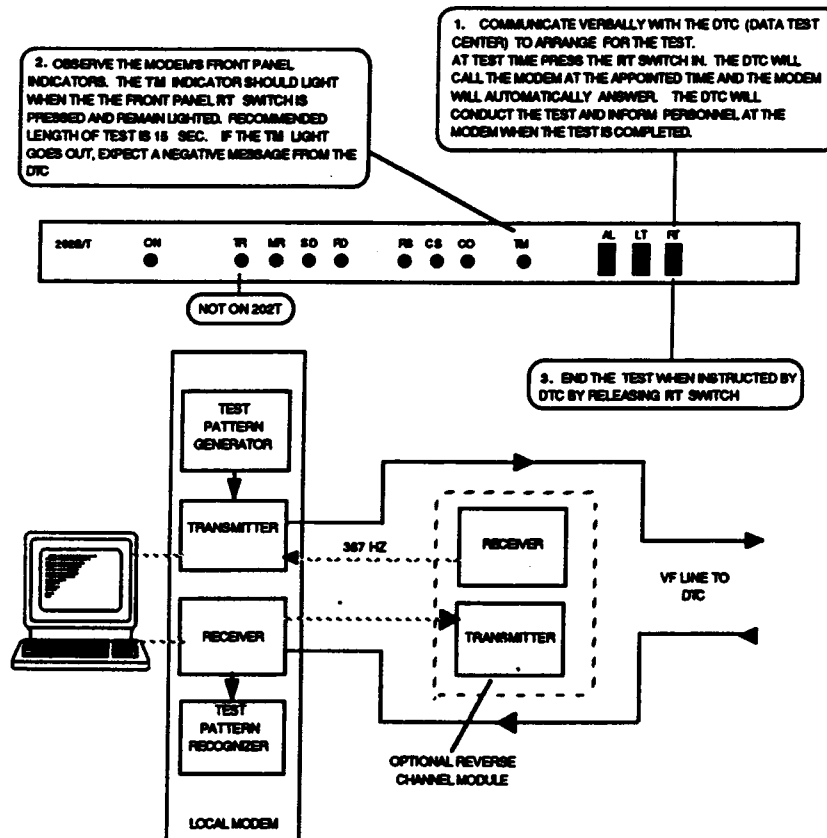 1. COMMUNICATE VERBALLY WITH THE DTC (DATA TEST
CENTER) TO ARRANGE FOR THE TEST.
AT TEST TIME PRESS THE RT SWITCH IN. THE DTC WILL
CALL THE MODEM AT THE APPOINTED TIME AND THE MODEM
WILL AUTOMATICALLY ANSWER. THE DTC WILL
CONDUCT THE TEST AND INFORM PERSONNEL AT THE
MODEM WHEN THE TEST IS COMPLETED.
2. OBSERVE THE MODEM'S FRONT PANEL
INDICATORS. THE TM INDICATOR SHOULD LIGHT
WHEN THE THE FRONT PANEL RT SWITCH IS
PRESSED AND REMAIN LIGHTED. RECOMMENDED
LENGTH OF TEST IS 15 SEC. IF THE TM LIGHT
GOES OUT, EXPECT A NEGATIVE MESSAGE FROM THE
DTC
202S/T ON TR MR SD RD RS CS CO TM AL LT RT
NOT ON 202T
3. END THE TEST WHEN INSTRUCTED BY
DTC BY RELEASING RT SWITCH
TEST
PATTERN
GENERATOR
TRANSMITTER
387 HZ
RECEIVER
VF LINE TO
DTC
RECEIVER
TRANSMITTER
TEST
PATTERN
RECOGNIZER
OPTIONAL REVERSE
CHANNEL MODULE
LOCAL MODEM